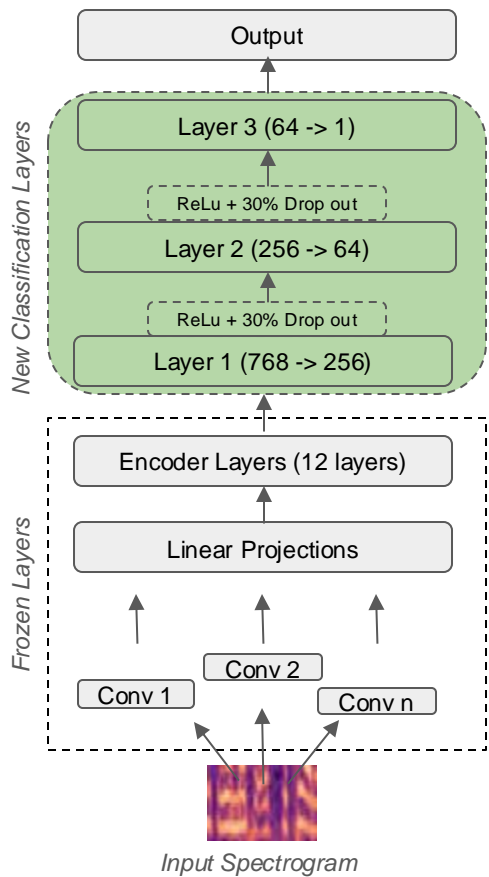 Output
New Classification Layers
Layer 3 (64 -> 1)
ReLu + 30% Drop out
Layer 2 (256 -> 64)
ReLu + 30% Drop out
Layer 1 (768 -> 256)
Frozen Layers
Encoder Layers (12 layers)
Linear Projections
Conv 1
Conv 2
Conv n
Input Spectrogram